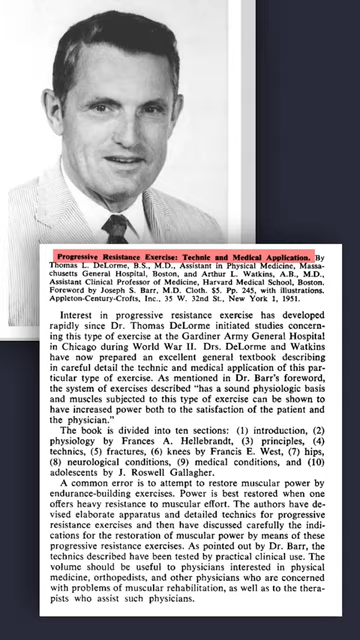 Progressive Resistance Exercise: Technic and Medical Application. By
Thomas L. DeLorme, B.S., M.D., Assistant in Physical Medicine, Massa-
chusetts General Hospital, Boston, and Arthur L. Watkins, A.B., M.D.,
Assistant Clinical Professor of Medicine, Harvard Medical School, Boston.
Foreword by Joseph S. Barr, M.D. Cloth. $5. Pp. 245, with illustrations.
Appleton-Century-Crofts, Inc., 35 W. 32nd St., New York 1, 1951.
Interest in progressive resistance exercise has developed
rapidly since Dr. Thomas DeLorme initiated studies concern-
ing this type of exercise at the Gardiner Army General Hospital
in Chicago during World War II. Drs. DeLorme and Watkins
have now prepared an excellent general textbook describing
in careful detail the technic and medical application of this par-
ticular type of exercise. As mentioned in Dr. Barr's foreword,
the system of exercises described "has a sound physiologic basis
and muscles subjected to this type of exercise can be shown to
have increased power both to the satisfaction of the patient and
the physician."
The book is divided into ten sections: (1) introduction, (2)
physiology by Frances A. Hellebrandt, (3) principles, (4)
technics, (5) fractures, (6) knees by Francis E. West, (7) hips,
(8) neurological conditions, (9) medical conditions, and (10)
adolescents by J. Roswell Gallagher.
A common error is to attempt to restore muscular power by
endurance-building exercises. Power is best restored when one
offers heavy resistance to muscular effort. The authors have de-
vised elaborate apparatus and detailed technics for progressive
resistance exercises and then have discussed carefully the indi-
cations for the restoration of muscular power by means of these
progressive resistance exercises. As pointed out by Dr. Barr, the
technics described have been tested by practical clinical use. The
volume should be useful to physicians interested in physical
medicine, orthopedists, and other physicians who are concerned
with problems of muscular rehabilitation, as well as to the thera-
pists who assist such physicians.